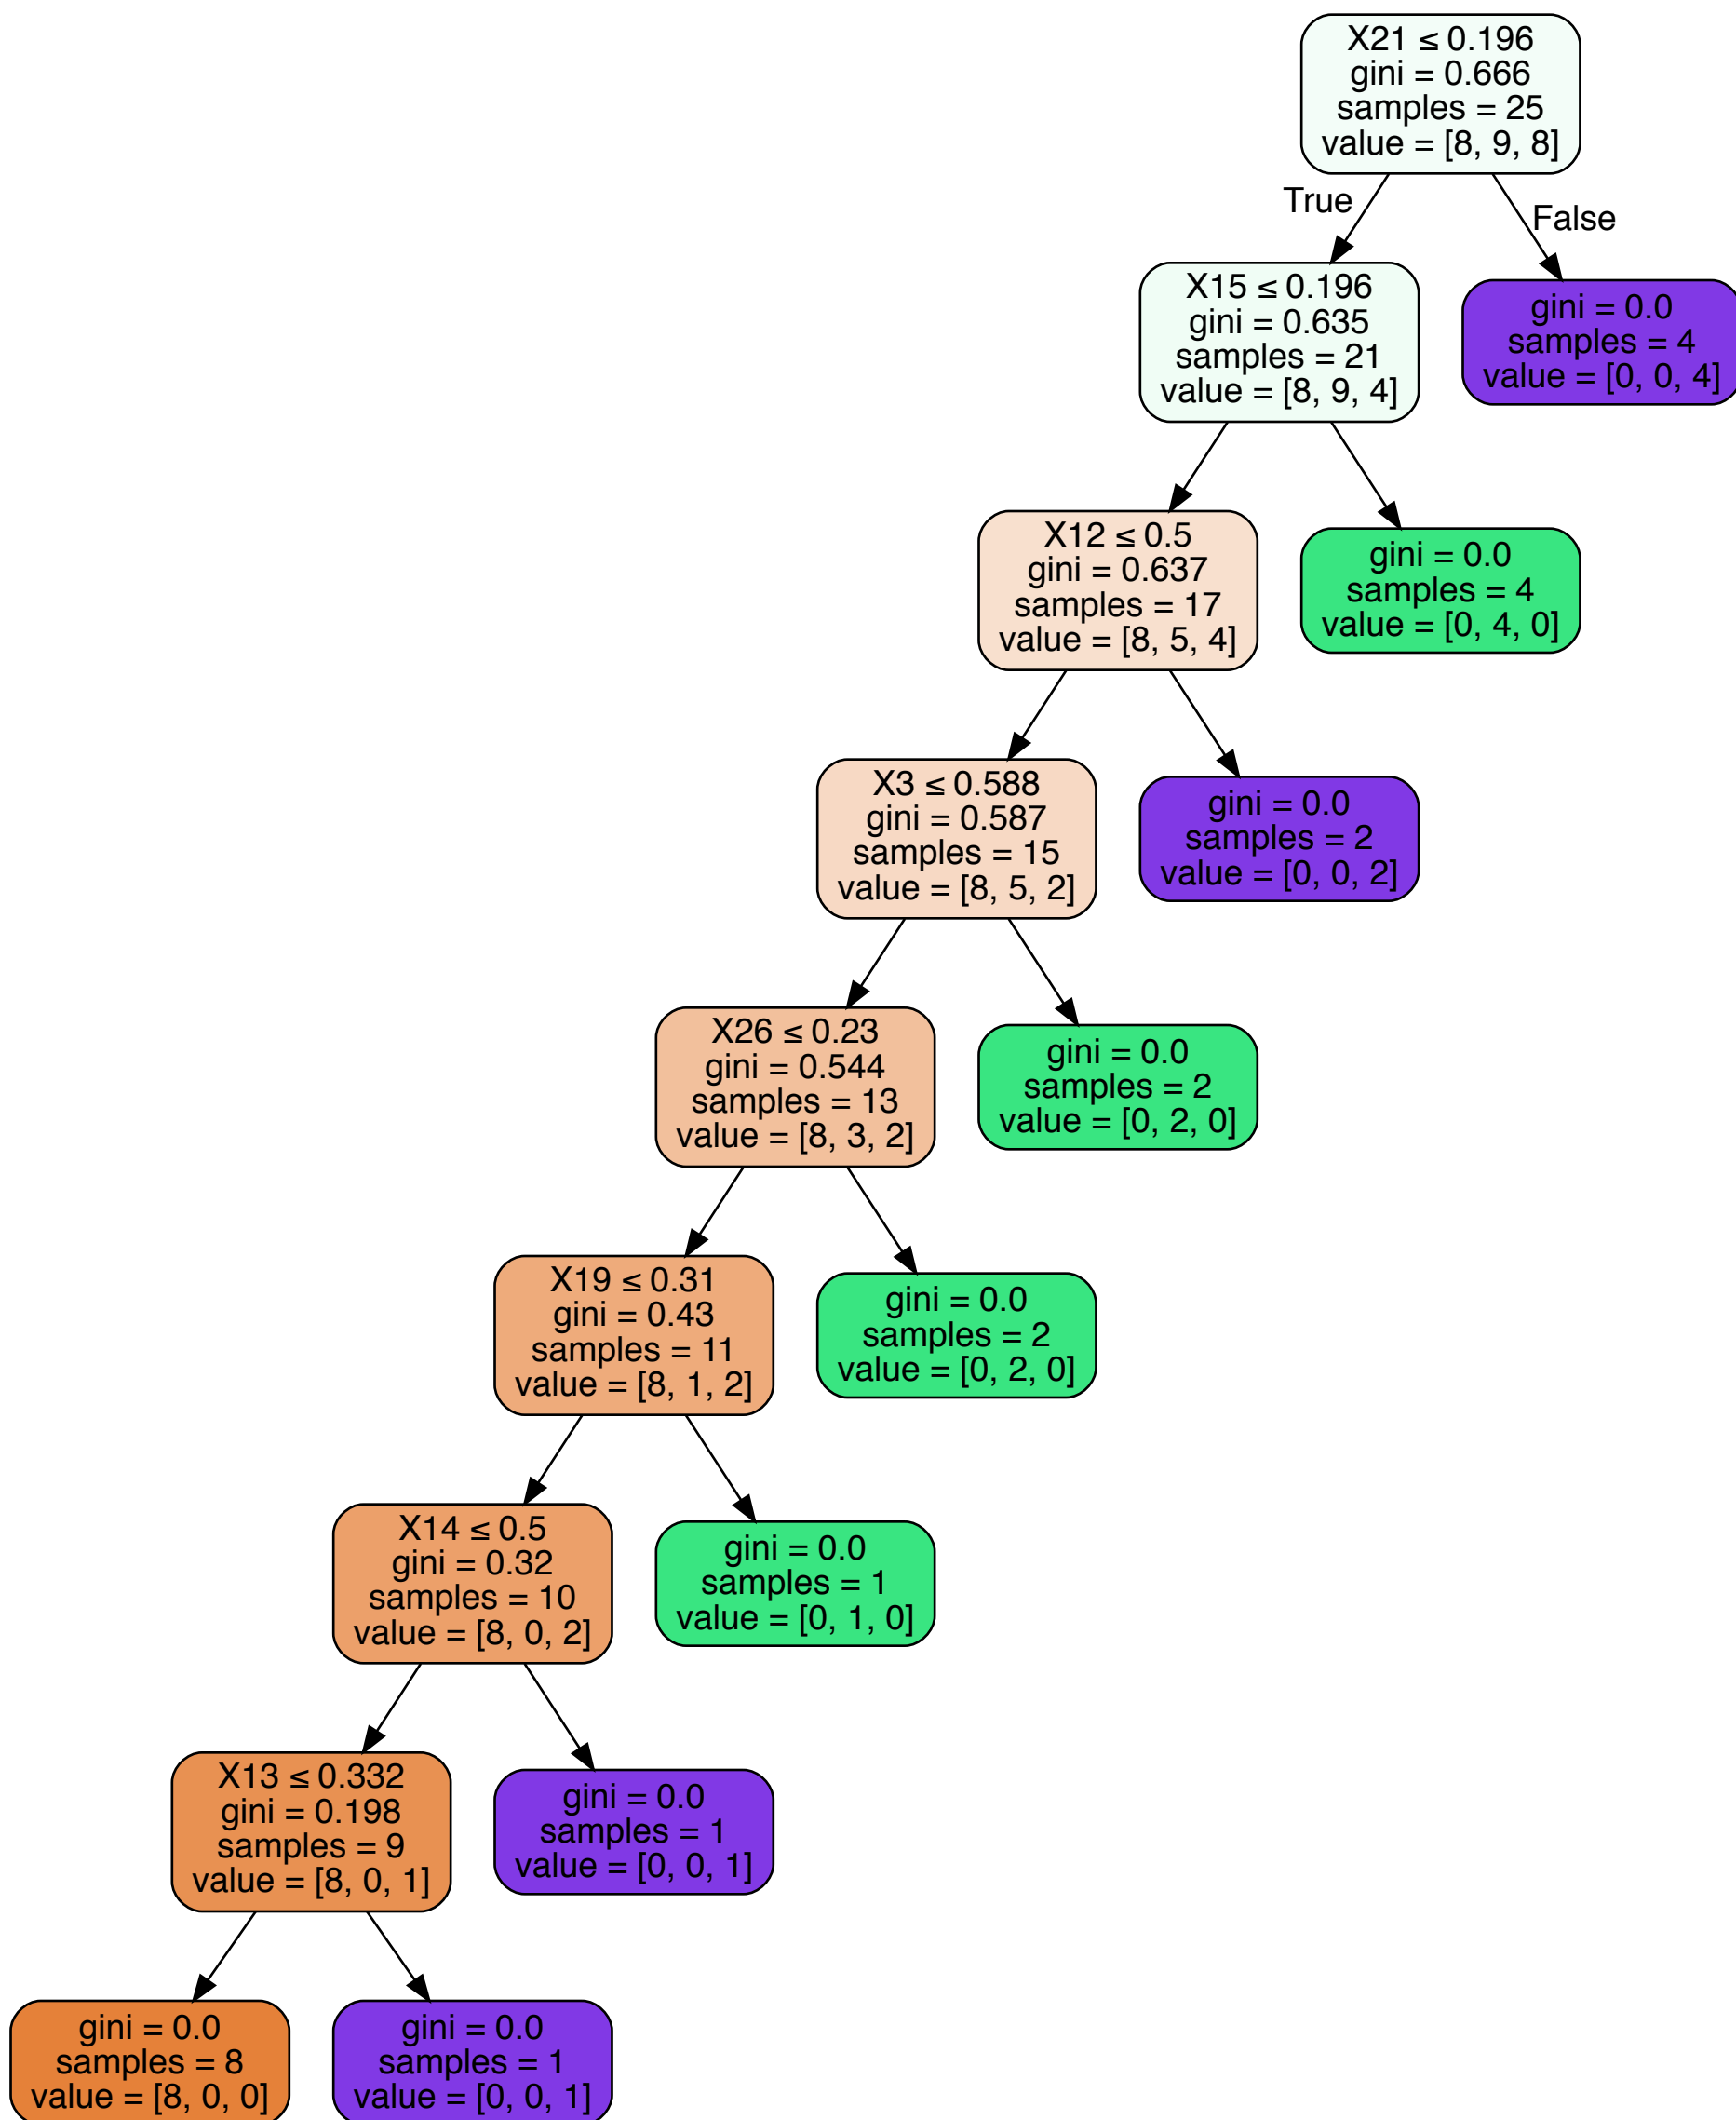 X21 ≤ 0.196
gini = 0.666
samples = 25
value = [8, 9, 8]
True
False
X15 ≤ 0.196
gini = 0.635
samples = 21
value = [8, 9, 4]
gini = 0.0
samples = 4
value = [0, 0, 4]
X12 ≤ 0.5
gini = 0.637
samples = 17
value = [8, 5, 4]
gini = 0.0
samples = 4
value = [0, 4, 0]
X3 ≤ 0.588
gini = 0.587
samples = 15
value = [8, 5, 2]
gini = 0.0
samples = 2
value = [0, 0, 2]
X26 ≤ 0.23
gini = 0.544
samples = 13
value = [8, 3, 2]
gini = 0.0
samples = 2
value = [0, 2, 0]
X19 ≤ 0.31
gini = 0.43
samples = 11
value = [8, 1, 2]
gini = 0.0
samples = 2
value = [0, 2, 0]
X14 ≤ 0.5
gini = 0.32
samples = 10
value = [8, 0, 2]
gini = 0.0
samples = 1
value = [0, 1, 0]
X13 ≤ 0.332
gini = 0.198
samples = 9
value = [8, 0, 1]
gini = 0.0
samples = 1
value = [0, 0, 1]
gini = 0.0
samples = 8
value = [8, 0, 0]
gini = 0.0
samples = 1
value = [0, 0, 1]